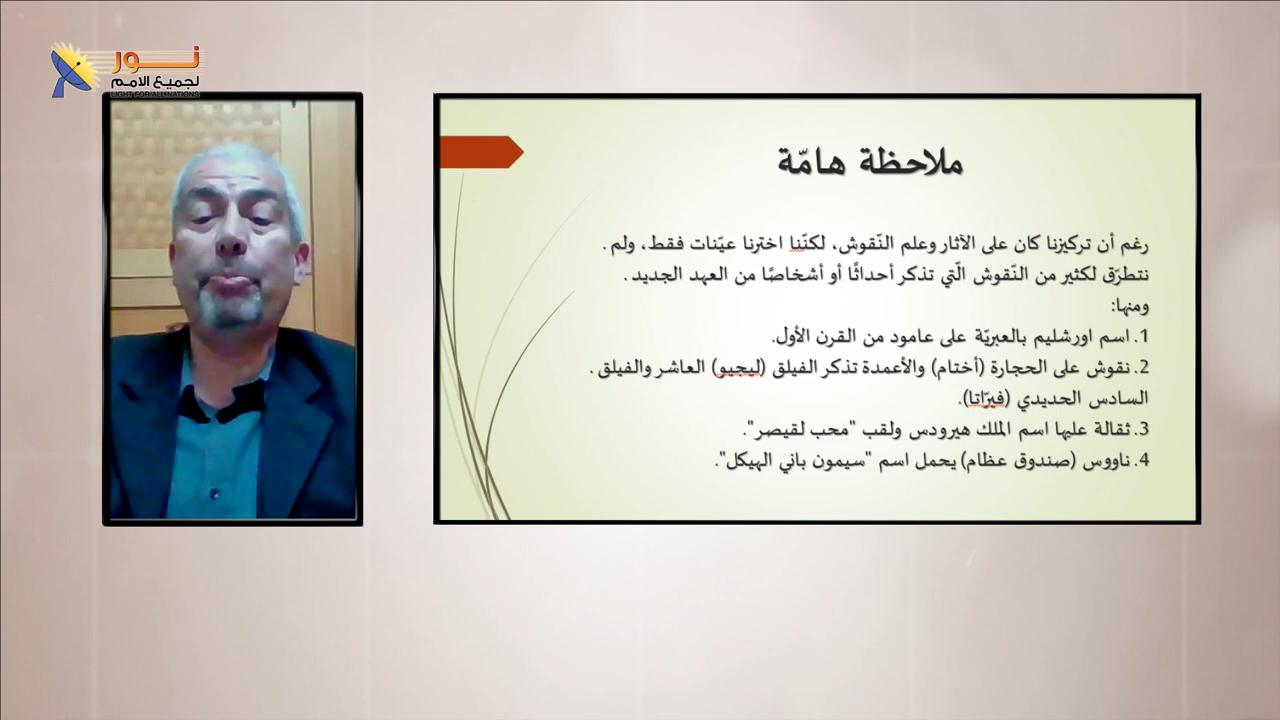 نور
لجميع الامم
LIGHT FOR ALL NATIONS
ملاحظة هامّة
رغم أن تركيزنا كان على الآثار وعلم النّقوش، لكنّننا اخترنا عيّنات فقط، ولم .
نتطرّق لكثير من النّقوش الّتي تذكر أحداثًا أو أشخاصًا من العهد الجديد .
ومنها:
1. اسم اورشليم بالعبريّة على عامود من القرن الأول.
2. نقوش على الحجارة (أختام) والأعمدة تذكر الفيلق (ليجيو) العاشر والفيلق .
السادس الحديدي (فيرّاتا).
3. ثقالة عليها اسم الملك هيرودس ولقب "محب لقيصر".
4. ناووس (صندوق عظام) يحمل اسم "سيمون باني الهيكل".